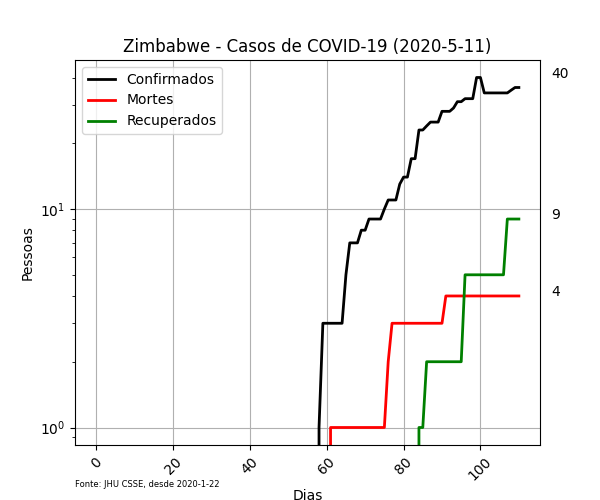 Zimbabwe - Casos de COVID-19 (2020-5-11)
Confirmados
Mortes
Recuperados
40
9
4
10¹
10⁰
Pessoas
0 20 40 60 80 100
Fonte: JHU CSSE, desde 2020-1-22
Dias